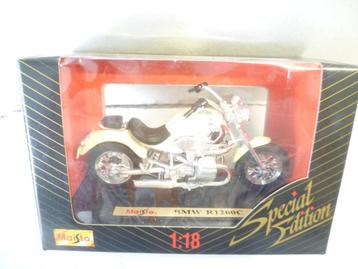 Maisto
BMW R1200C
Special
Edition
1:18
Maisto